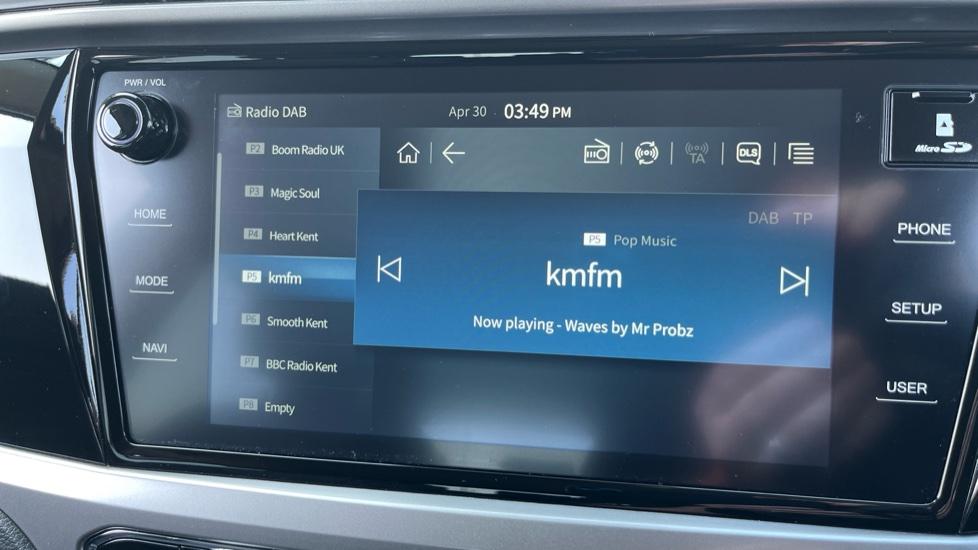 PWR / VOL
Radio DAB
Apr 30 · 03:49 PM
P2 Boom Radio UK
P3 Magic Soul
P4 Heart Kent
P5 kmfm
P6 Smooth Kent
P7 BBC Radio Kent
P8 Empty
TA
DLS
DAB TP
P5 Pop Music
kmfm
Now playing - Waves by Mr Probz
HOME
MODE
NAVI
Micro SD
PHONE
SETUP
USER